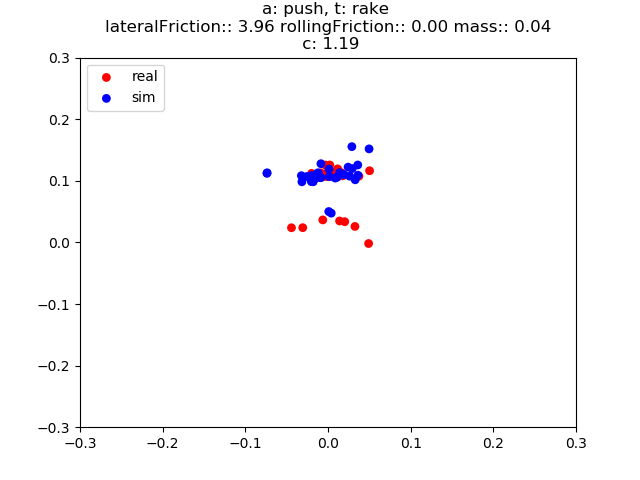 a: push, t: rake
lateralFriction:: 3.96 rollingFriction:: 0.00 mass:: 0.04
c: 1.19
real
sim
0.3
0.2
0.1
0.0
−0.1
−0.2
−0.3
−0.3
−0.2
−0.1
0.0
0.1
0.2
0.3